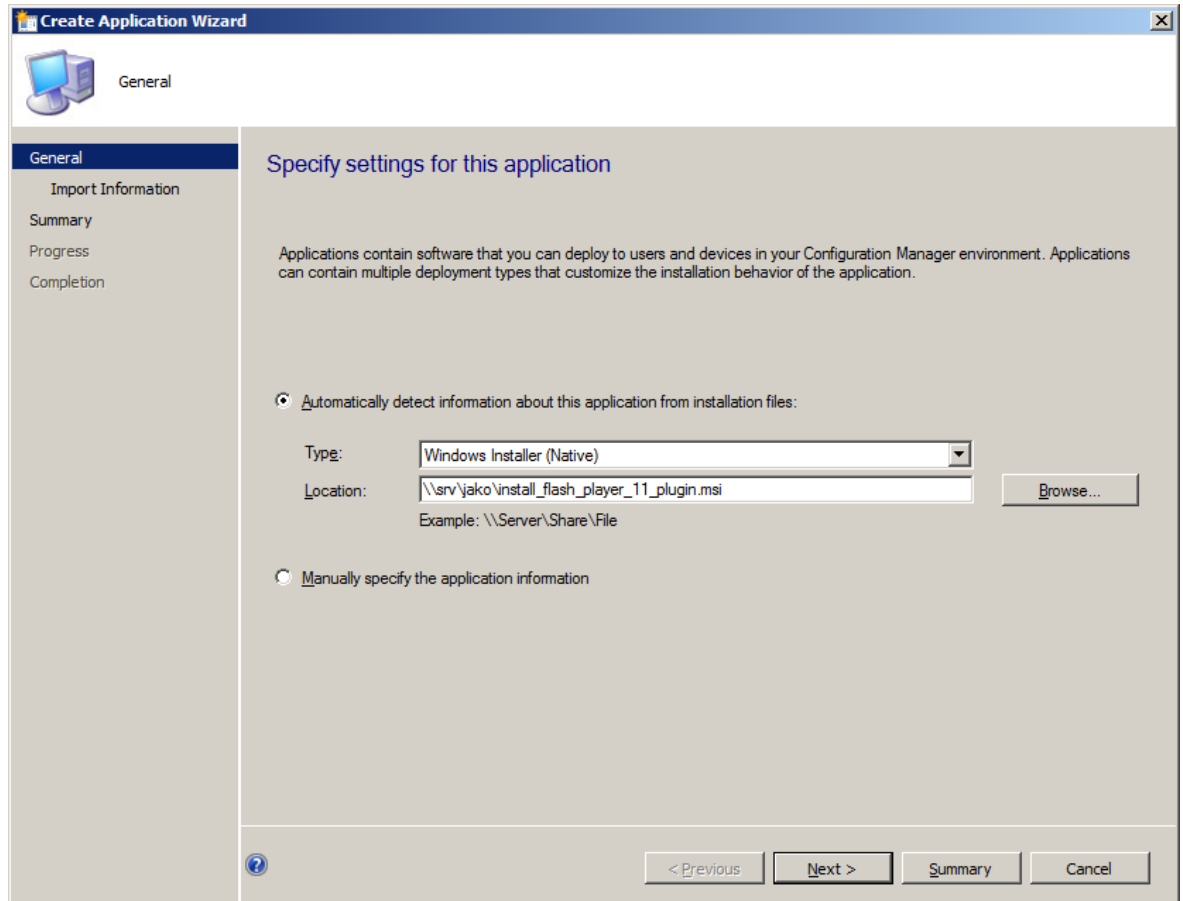 Create Application Wizard
General
General
Import Information
Summary
Progress
Completion
Specify settings for this application
Applications contain software that you can deploy to users and devices in your Configuration Manager environment. Applications
can contain multiple deployment types that customize the installation behavior of the application.
Automatically detect information about this application from installation files:
Type: Windows Installer (Native)
Location: \\srv\jako\install_flash_player_11_plugin.msi Browse...
Example: \\Server\Share\File
Manually specify the application information
< Previous Next > Summary Cancel